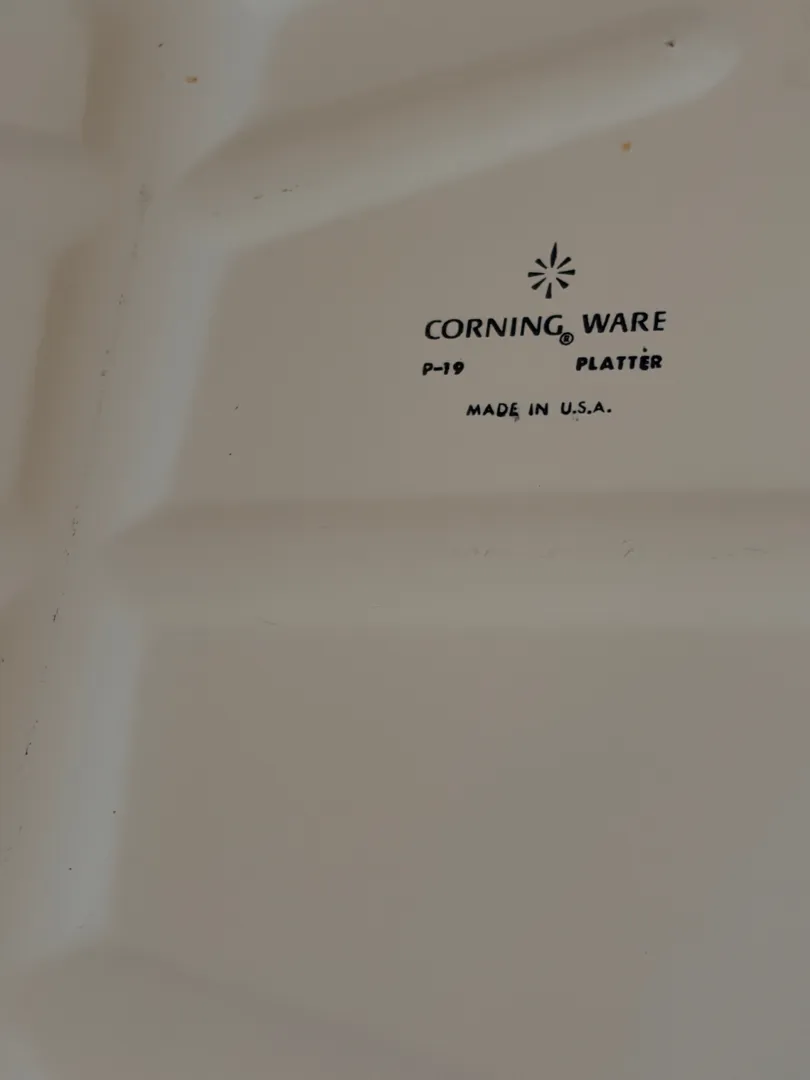 CORNING® WARE
P-19 PLATTER
MADE IN U.S.A.